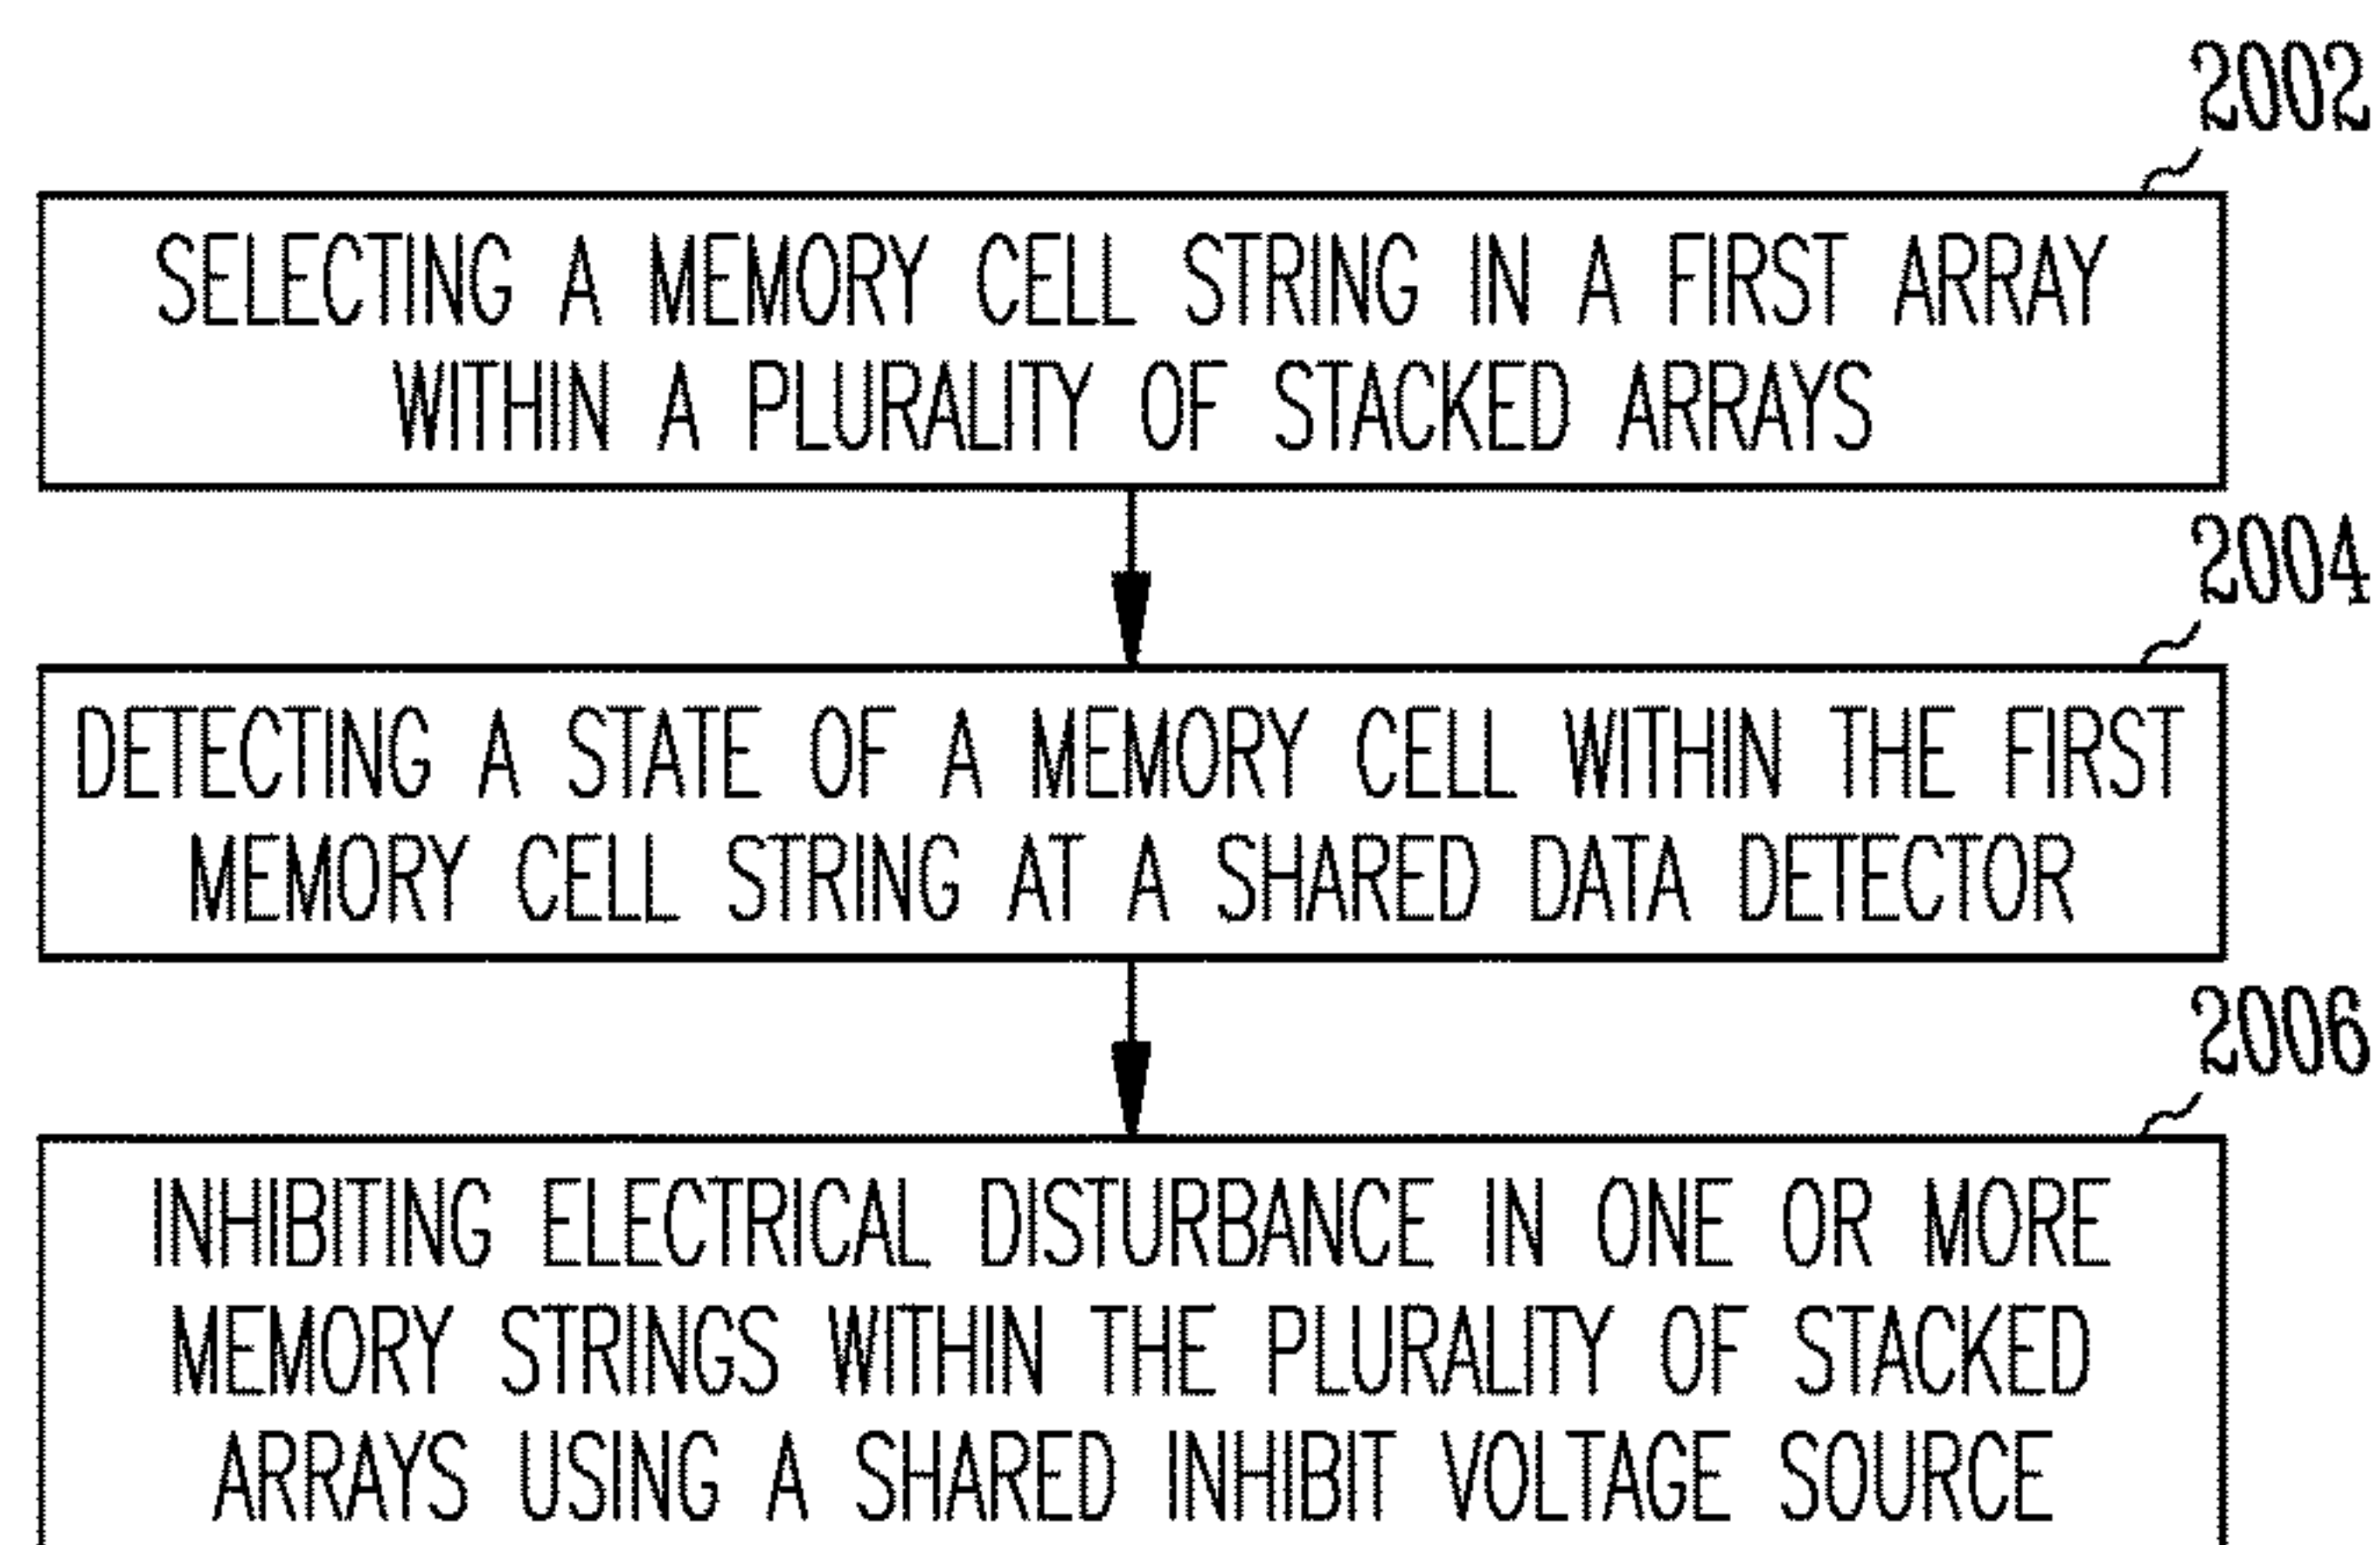 2002
SELECTING A MEMORY CELL STRING IN A FIRST ARRAY
WITHIN A PLURALITY OF STACKED ARRAYS
2004
DETECTING A STATE OF A MEMORY CELL WITHIN THE FIRST
MEMORY CELL STRING AT A SHARED DATA DETECTOR
2006
INHIBITING ELECTRICAL DISTURBANCE IN ONE OR MORE
MEMORY STRINGS WITHIN THE PLURALITY OF STACKED
ARRAYS USING A SHARED INHIBIT VOLTAGE SOURCE